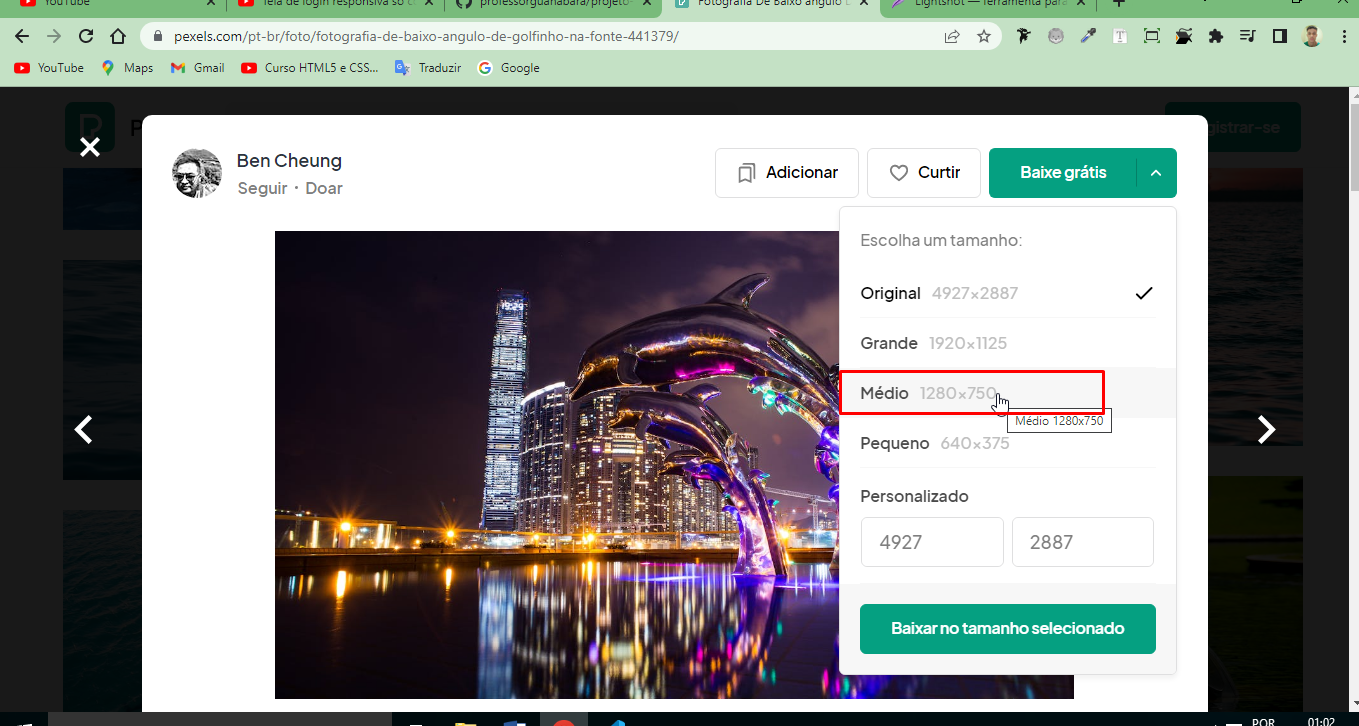 YouTube
Tela de login responsiva só c
professorguanabara/projeto-
Fotografia De Baixo ângulo D
Lightshot — ferramenta para
pexels.com/pt-br/foto/fotografia-de-baixo-angulo-de-golfinho-na-fonte-441379/
YouTube Maps Gmail Curso HTML5 e CSS... Traduzir Google
P
gistrar-se
Ben Cheung
Seguir • Doar
Adicionar Curtir Baixe grátis
Escolha um tamanho:
Original 4927×2887
Grande 1920×1125
Médio 1280×750
Médio 1280x750
Pequeno 640×375
Personalizado
4927 2887
Baixar no tamanho selecionado
19:29
POR 01:02